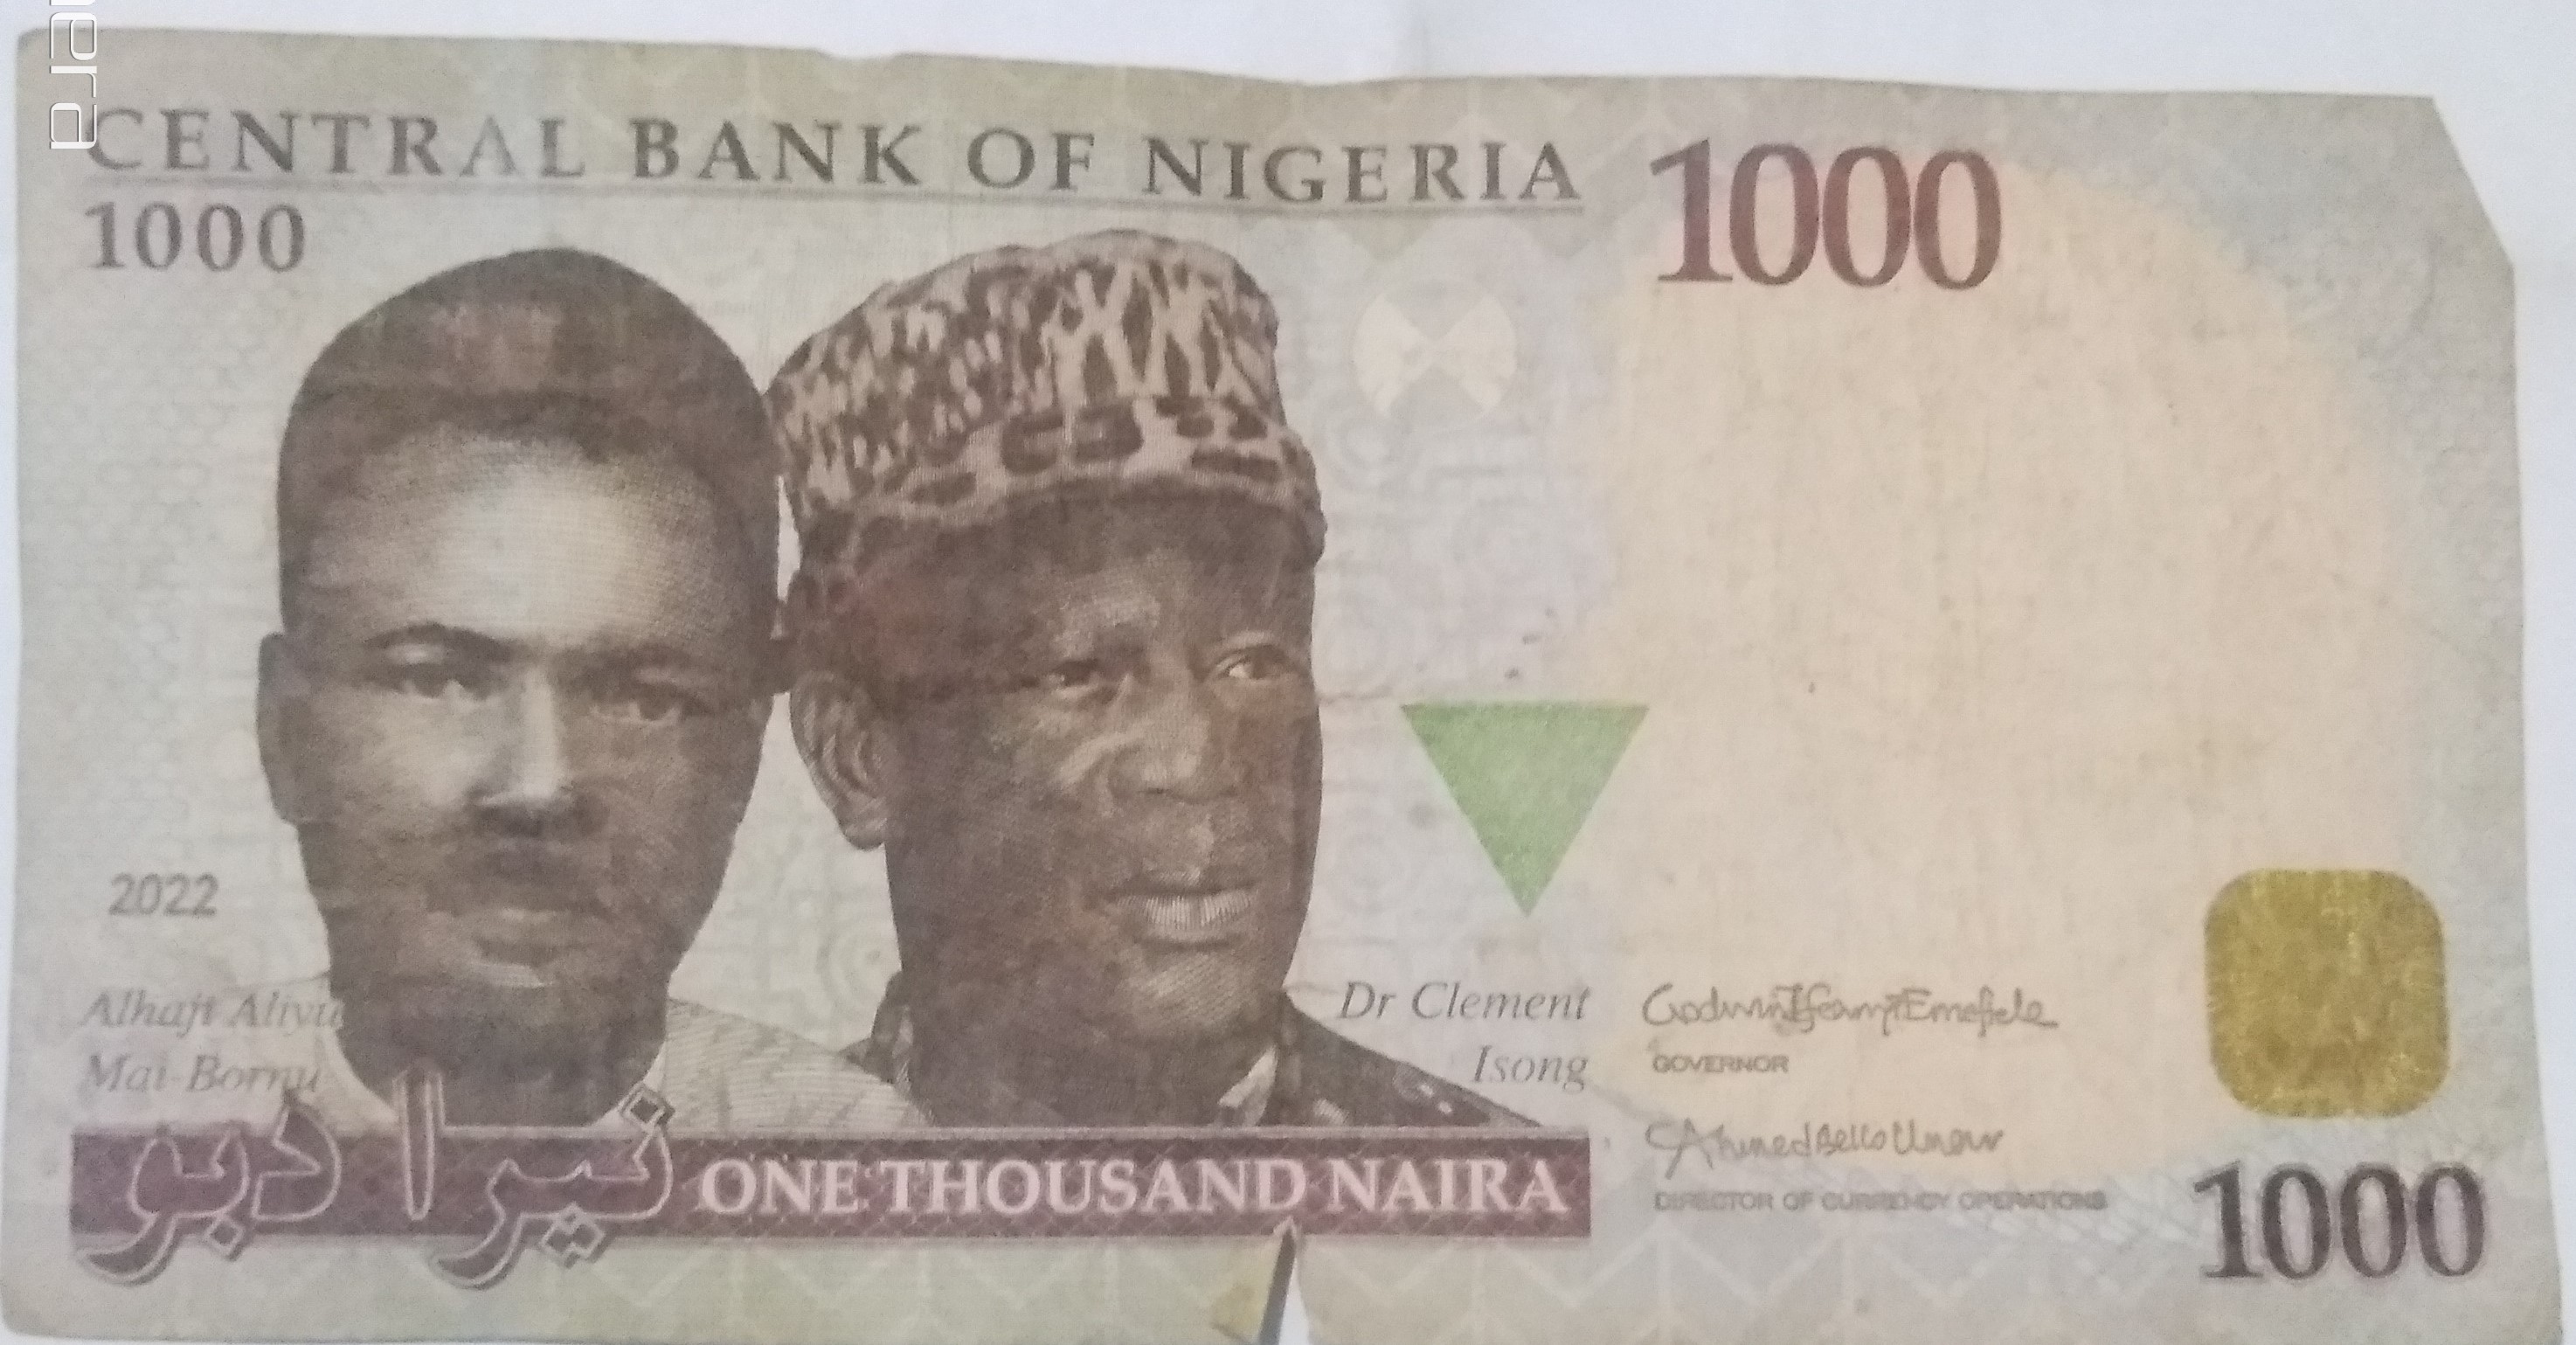 CENTRAL BANK OF NIGERIA
1000
1000
2022
Alhaji Aliyu
Mai-Bornu
Dr Clement
Isong
Godwin Ifeanyi Emefiele
GOVERNOR
Ahmed Bello Umar
DIRECTOR OF CURRENCY OPERATIONS
نيرا دبو
ONE THOUSAND NAIRA
1000